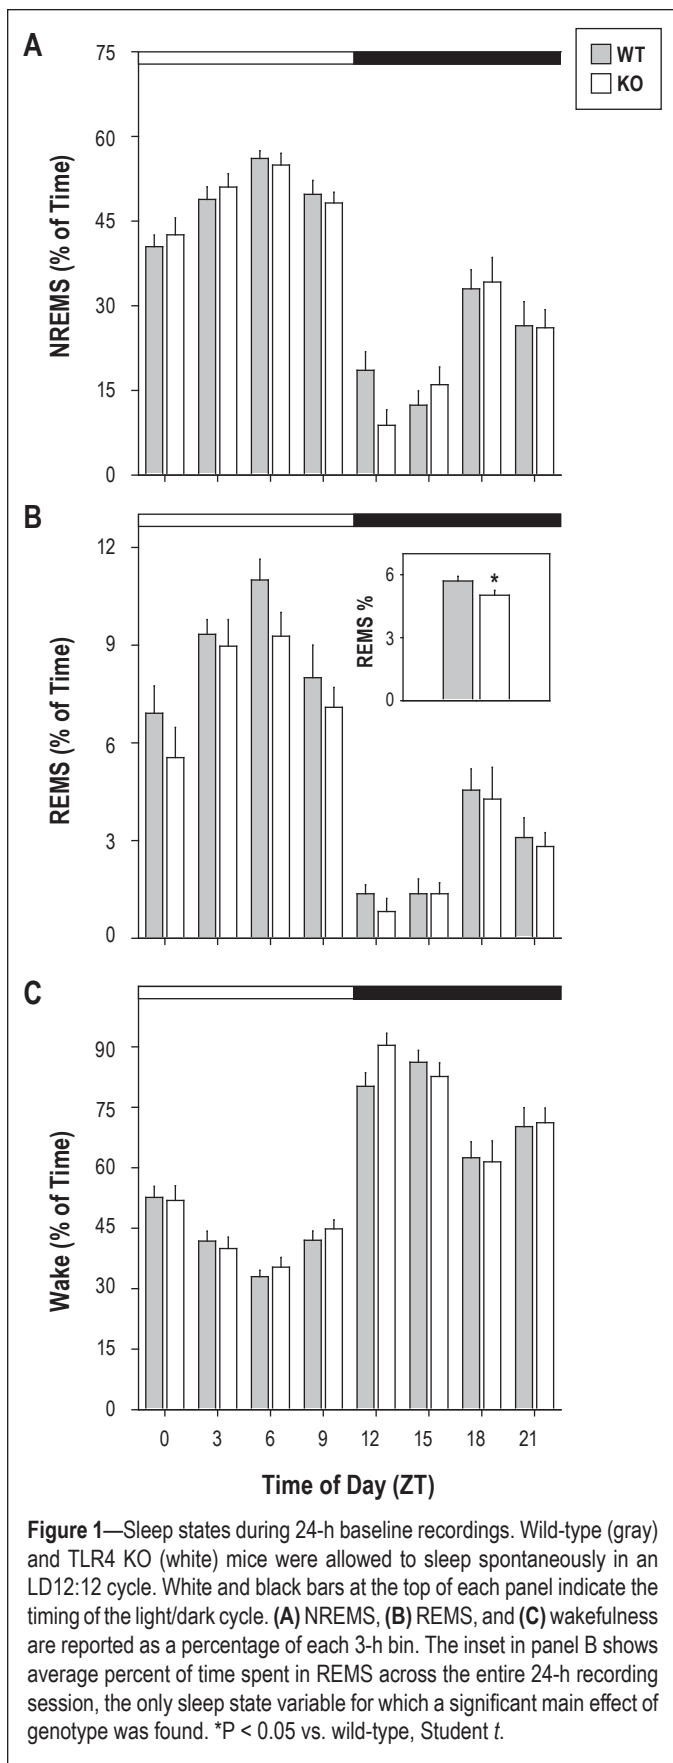 A
WT
KO
75
60
45
30
15
0
NREMS (% of Time)
B
12
9
6
3
0
REMS (% of Time)
6
3
0
REMS %
*
C
90
75
60
45
30
15
0
Wake (% of Time)
0 3 6 9 12 15 18 21
Time of Day (ZT)
Figure 1—Sleep states during 24-h baseline recordings. Wild-type (gray)
and TLR4 KO (white) mice were allowed to sleep spontaneously in an
LD12:12 cycle. White and black bars at the top of each panel indicate the
timing of the light/dark cycle. (A) NREMS, (B) REMS, and (C) wakefulness
are reported as a percentage of each 3-h bin. The inset in panel B shows
average percent of time spent in REMS across the entire 24-h recording
session, the only sleep state variable for which a significant main effect of
genotype was found. *P < 0.05 vs. wild-type, Student t.